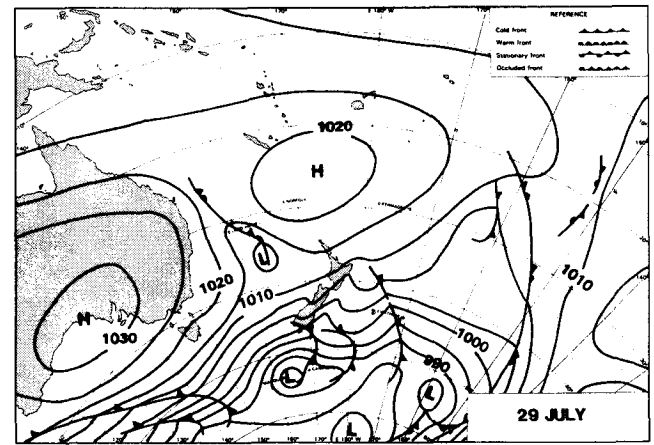 REFERENCE
Cold front
Warm front
Stationary front
Occluded front
1020
H
1020
1010
L
H
1030
1010
1000
990
L
L
L
29 JULY